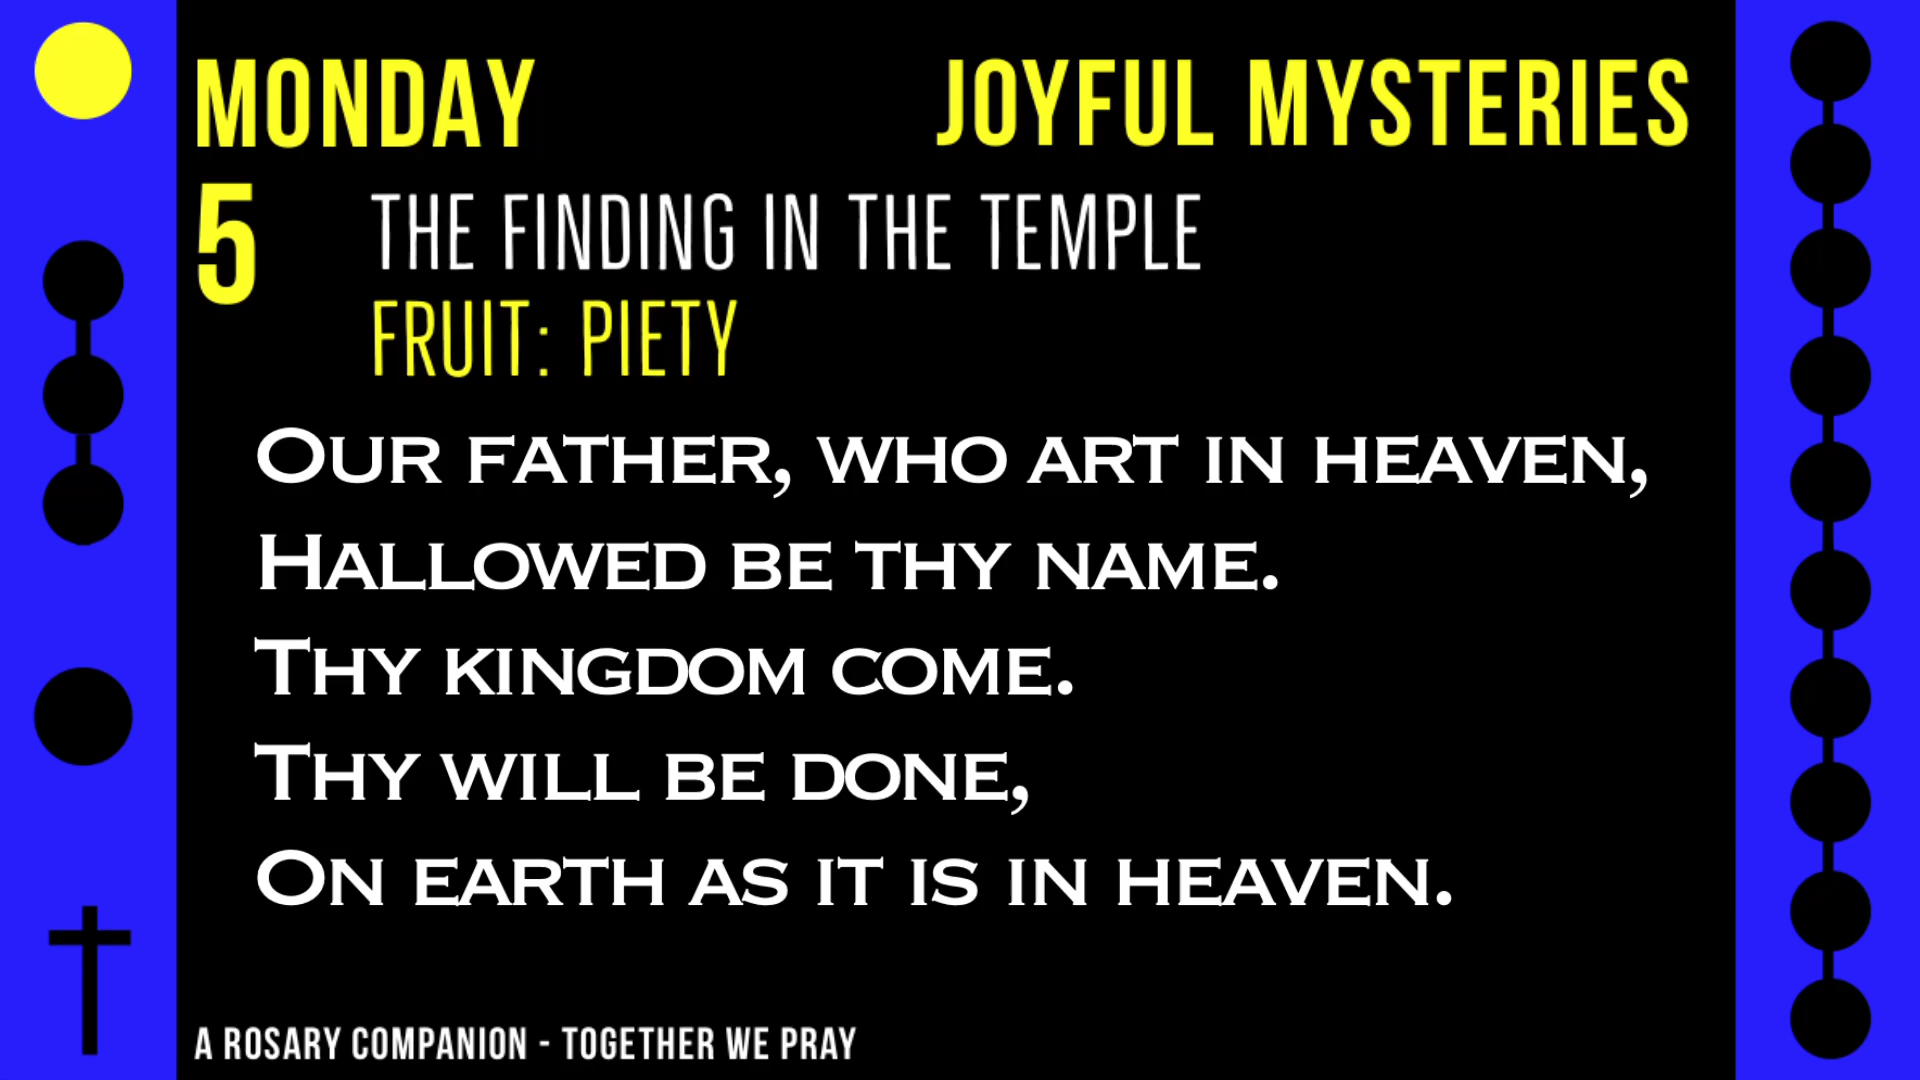 MONDAY JOYFUL MYSTERIES
5 THE FINDING IN THE TEMPLE
FRUIT: PIETY
OUR FATHER, WHO ART IN HEAVEN,
HALLOWED BE THY NAME.
THY KINGDOM COME.
THY WILL BE DONE,
ON EARTH AS IT IS IN HEAVEN.
A ROSARY COMPANION - TOGETHER WE PRAY